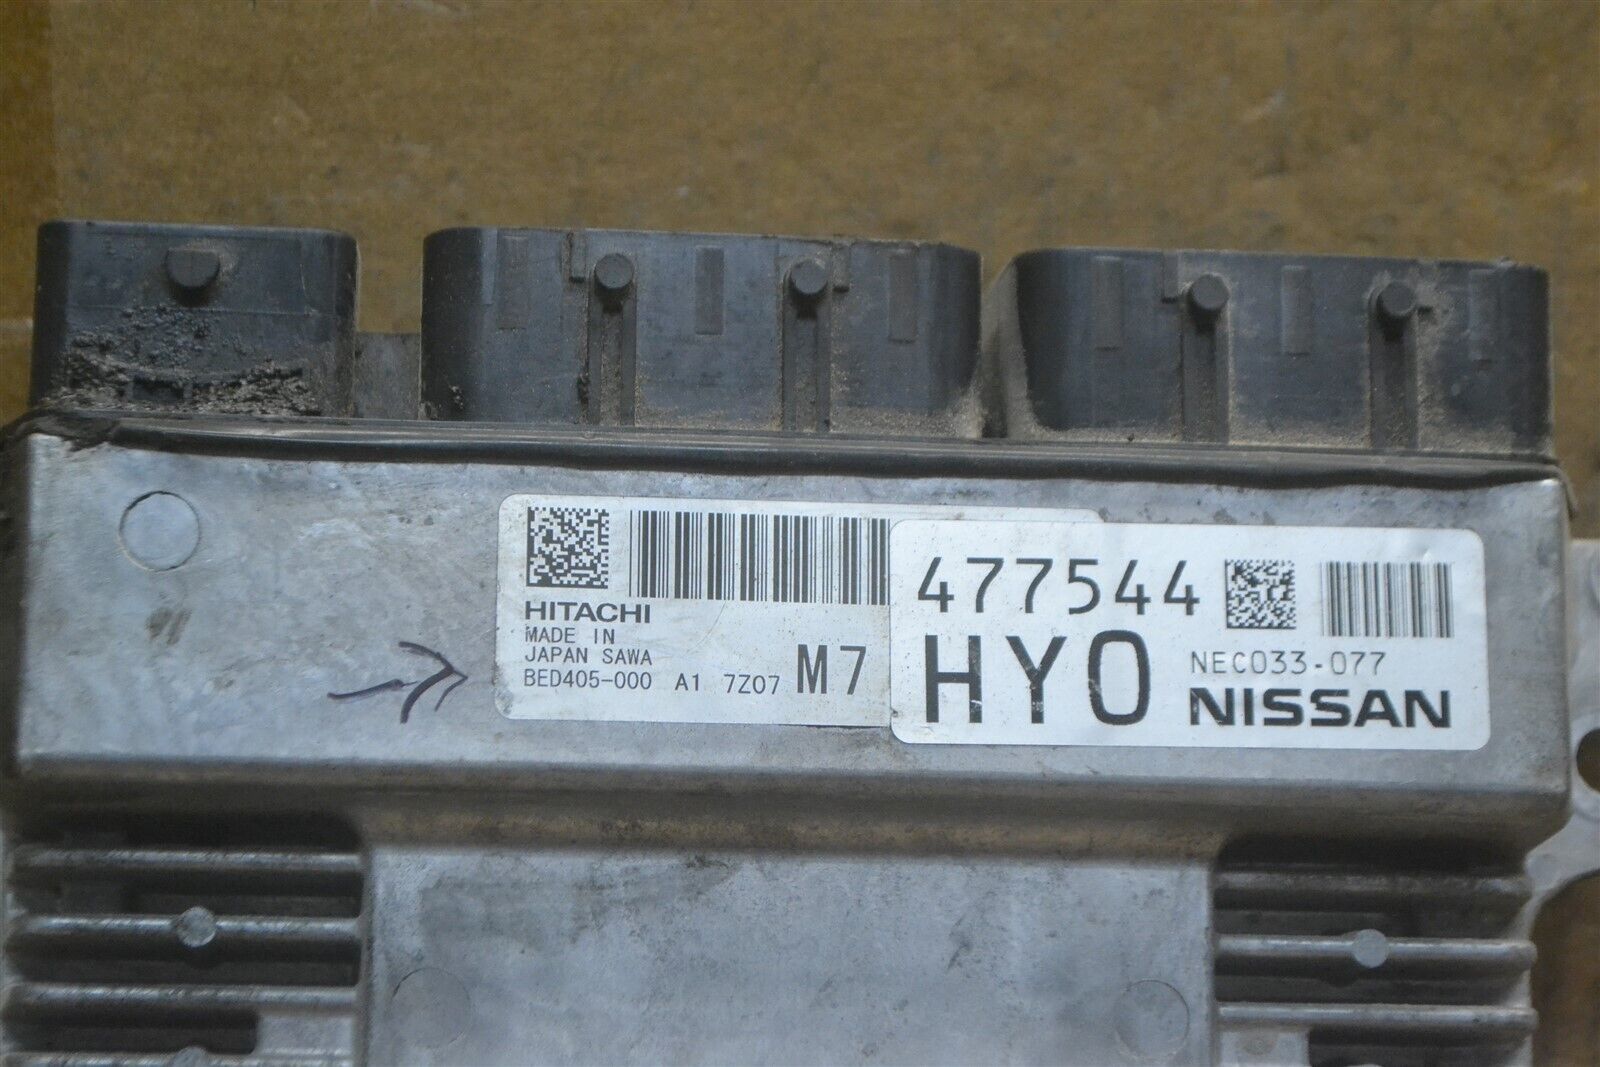 HITACHI
MADE IN
JAPAN SAWA
BED405-000 A1 7Z07 M7
477544
HY0 NEC033-077
NISSAN